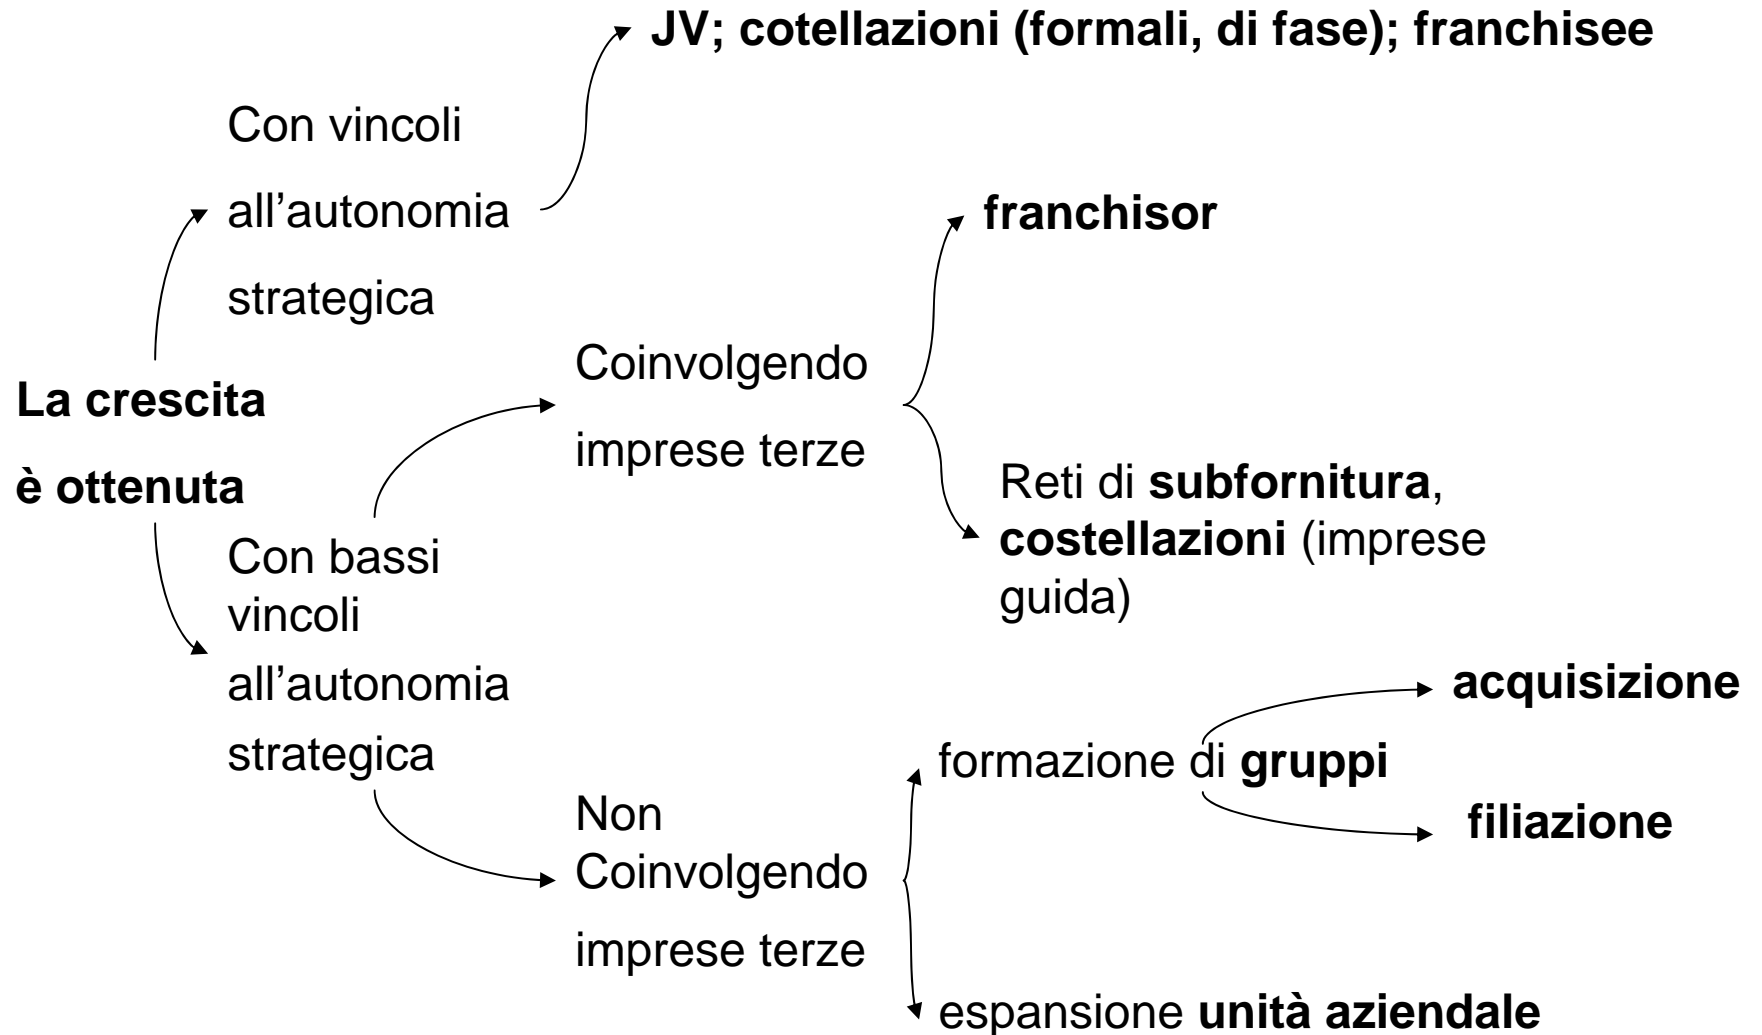 JV; cotellazioni (formali, di fase); franchisee
Con vincoli
all'autonomia
strategica
franchisor
La crescita
è ottenuta
Coinvolgendo
imprese terze
Reti di subfornitura,
costellazioni (imprese
guida)
Con bassi
vincoli
all'autonomia
strategica
acquisizione
formazione di gruppi
filiazione
Non
Coinvolgendo
imprese terze
espansione unità aziendale